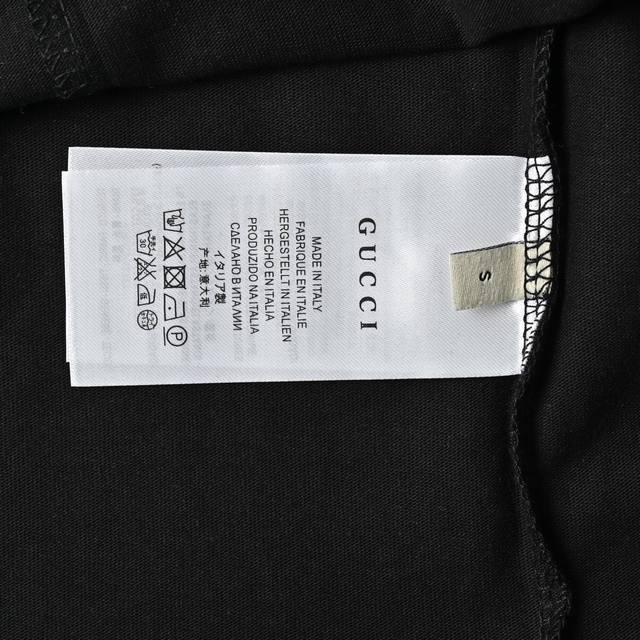 GUCCI
MADE IN ITALY
FABRIQUE EN ITALIE
HERGESTELLT IN ITALIEN
HECHO EN ITALIA
PRODUZIDO NA ITALIA
СДЕЛАНО В ИТАЛИИ
イタリア製
产地:意大利
S